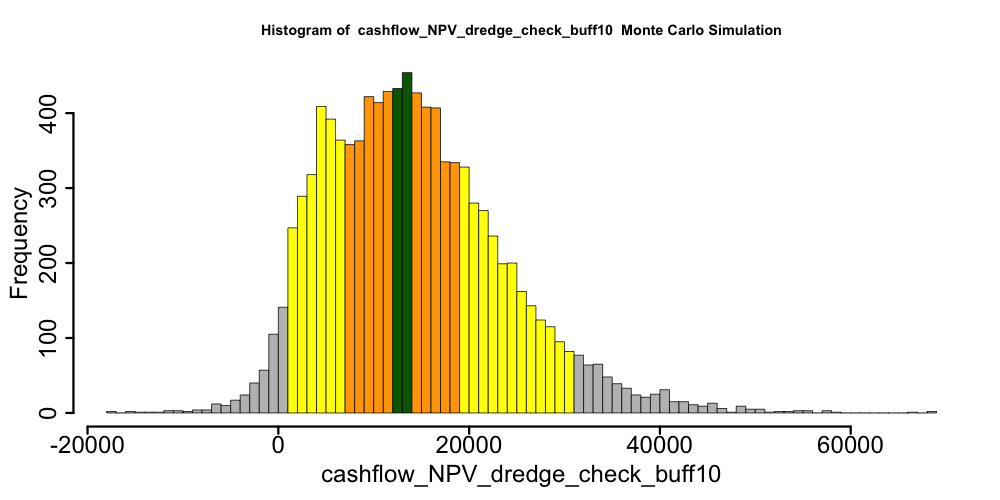 Histogram of  cashflow_NPV_dredge_check_buff10  Monte Carlo Simulation
Frequency
400
300
200
100
0
-20000 0 20000 40000 60000
cashflow_NPV_dredge_check_buff10